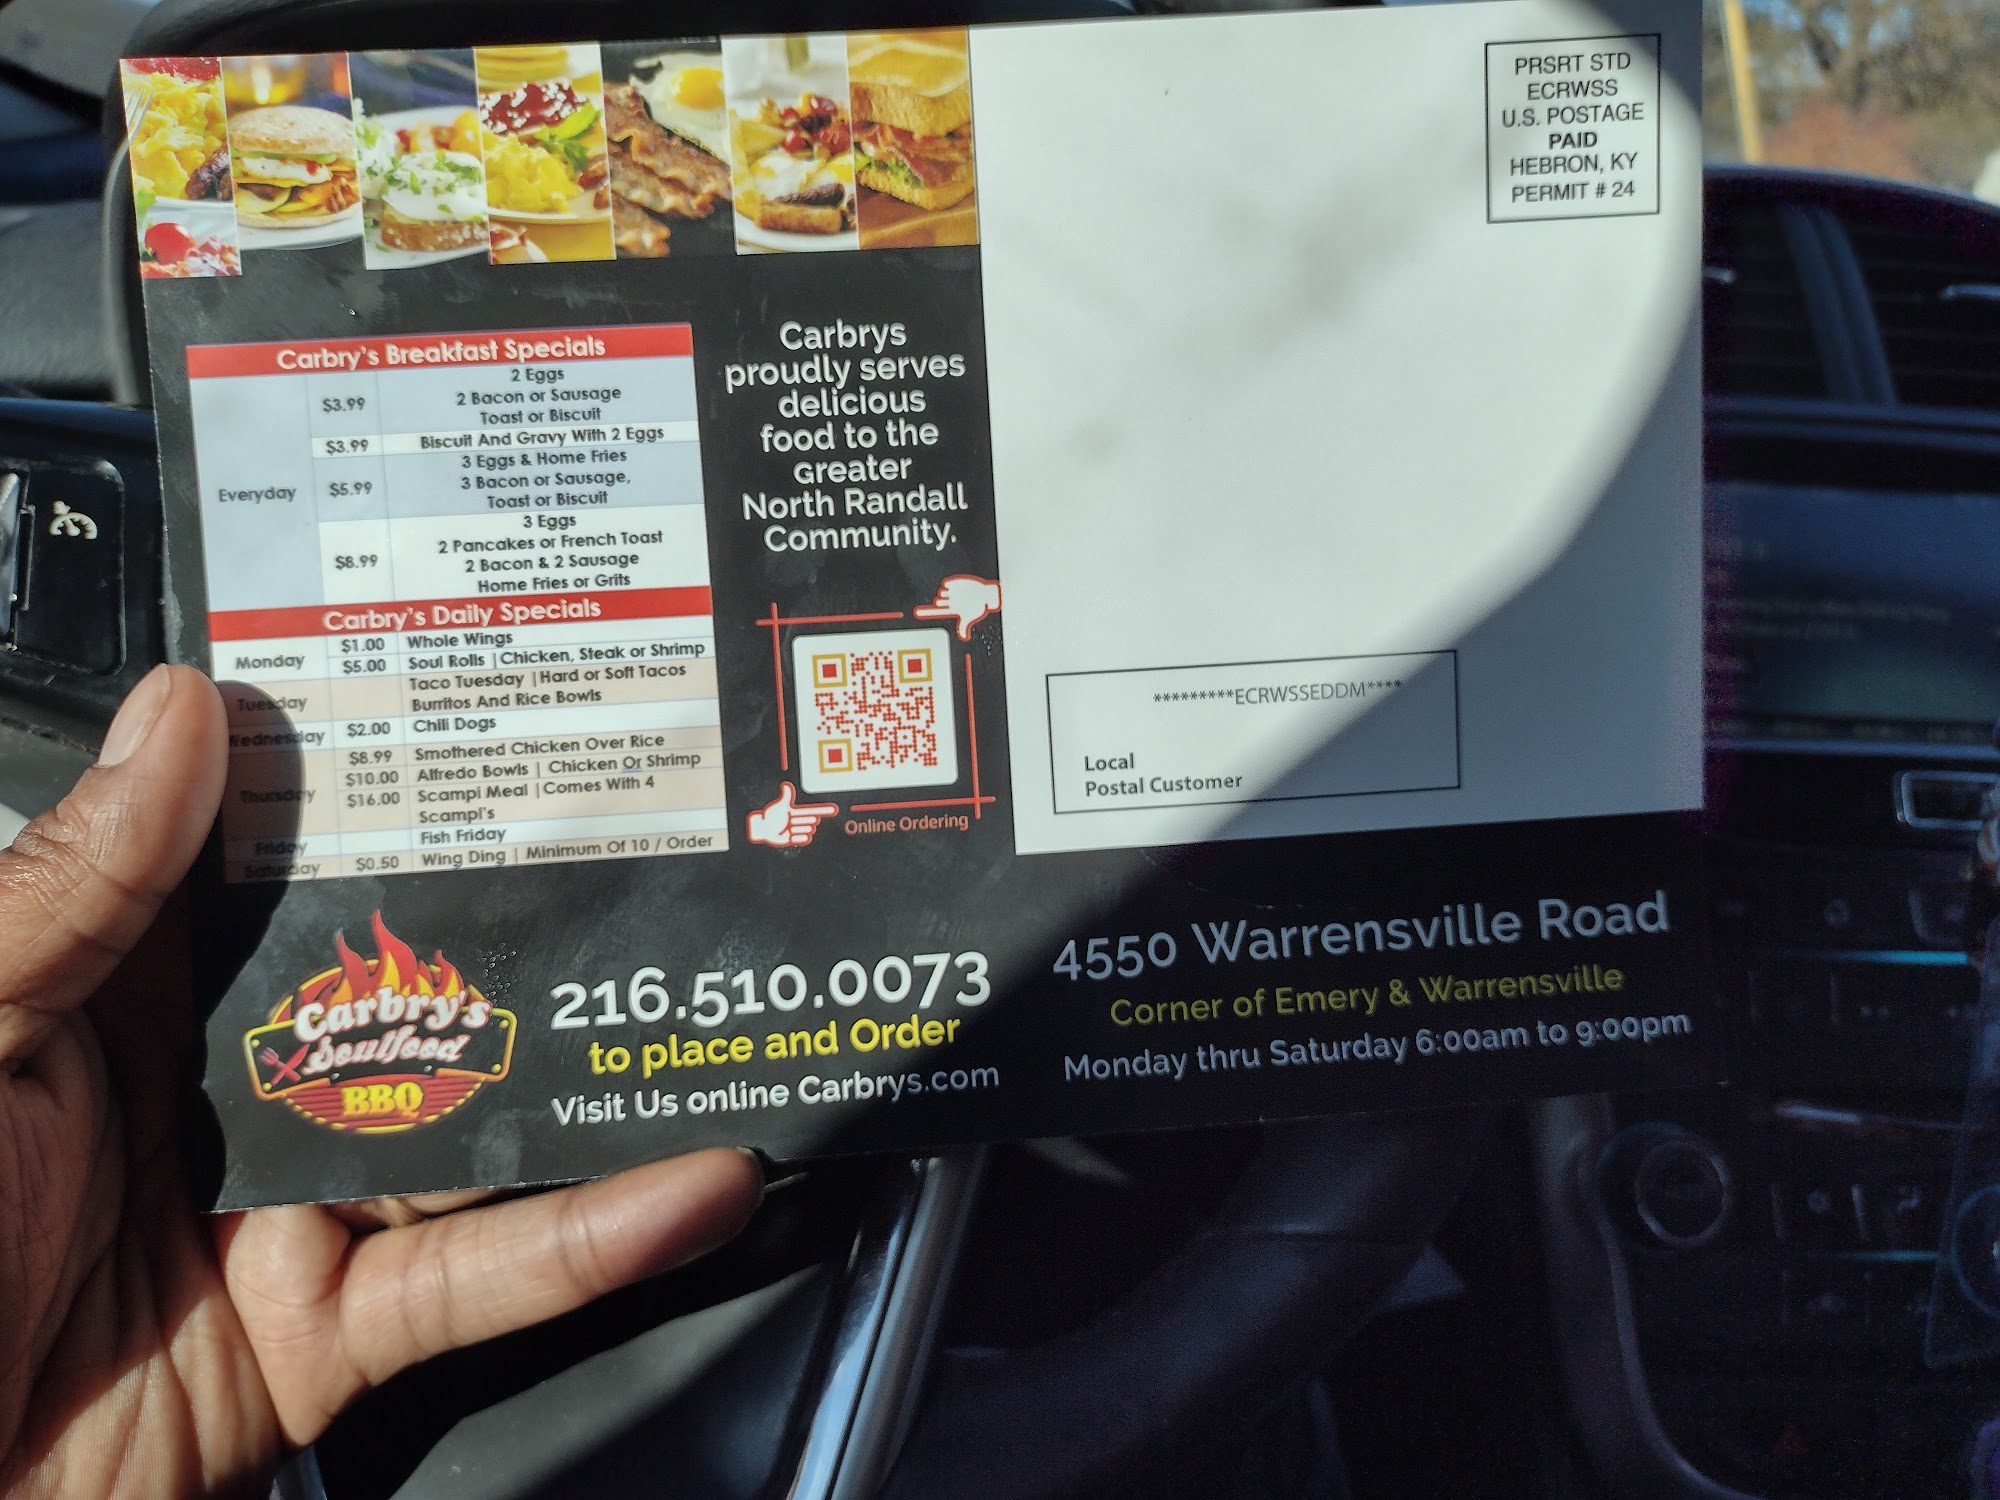 PRSRT STD
ECRWSS
U.S. POSTAGE
PAID
HEBRON, KY
PERMIT # 24
Carbry's Breakfast Specials
Everyday
$3.99
2 Eggs
2 Bacon or Sausage
Toast or Biscuit
$3.99 Biscuit And Gravy With 2 Eggs
$5.99
3 Eggs & Home Fries
3 Bacon or Sausage,
Toast or Biscuit
$8.99
3 Eggs
2 Pancakes or French Toast
2 Bacon & 2 Sausage
Home Fries or Grits
Carbry's Daily Specials
Monday
$1.00 Whole Wings
$5.00 Soul Rolls | Chicken, Steak or Shrimp
Tuesday
Taco Tuesday | Hard or Soft Tacos
Burritos And Rice Bowls
Wednesday $2.00 Chili Dogs
Thursday
$8.99 Smothered Chicken Over Rice
$10.00 Alfredo Bowls | Chicken Or Shrimp
$16.00 Scampi Meal | Comes With 4
Scampi's
Friday Fish Friday
Saturday $0.50 Wing Ding | Minimum Of 10 / Order
Carbrys
proudly serves
delicious
food to the
Greater
North Randall
Community.
Online Ordering
*********ECRWSSEDDM****
Local
Postal Customer
Carbry's
Soulfood
BBQ
216.510.0073
to place and Order
Visit Us online Carbrys.com
4550 Warrensville Road
Corner of Emery & Warrensville
Monday thru Saturday 6:00am to 9:00pm